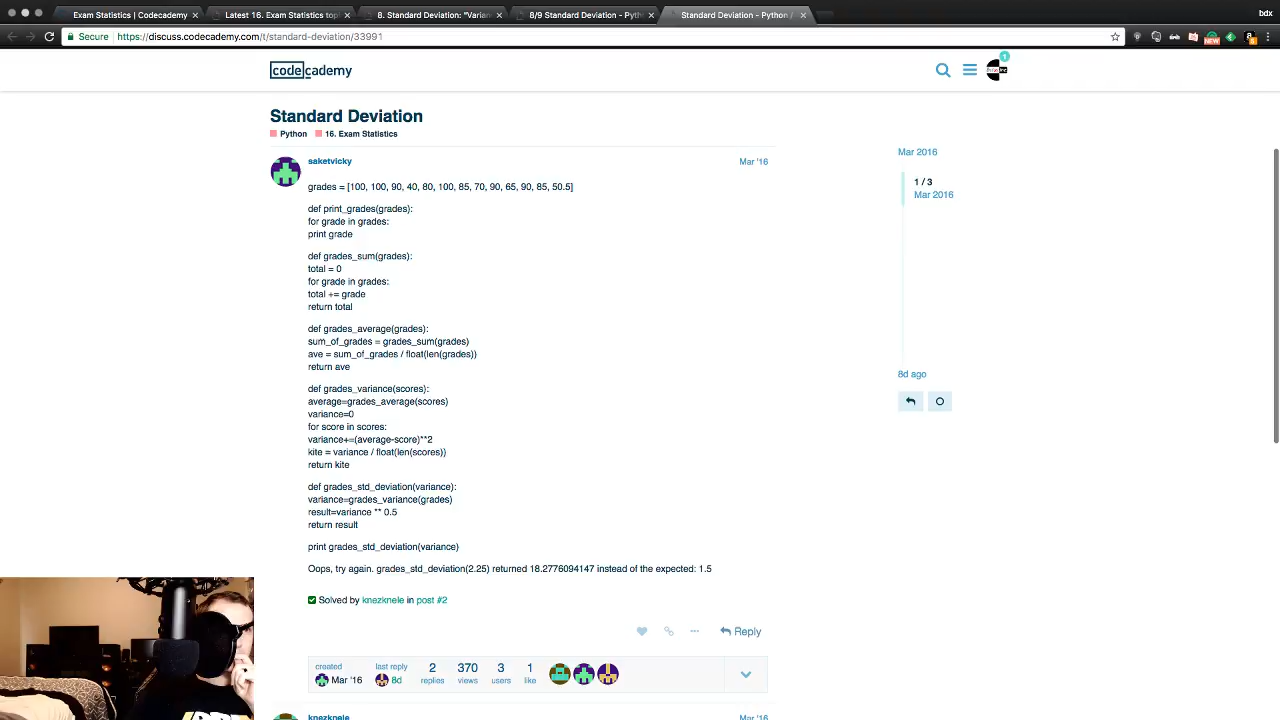 Exam Statistics | Codecademy
Latest 16. Exam Statistics top
8. Standard Deviation: "Varian
8/9 Standard Deviation - Pyth
Standard Deviation - Python /
bdx
Secure
https://discuss.codecademy.com/t/standard-deviation/33991
NEW
codecademy
1
Standard Deviation
Python 16. Exam Statistics
saketvicky
Mar '16
grades = [100, 100, 90, 40, 80, 100, 85, 70, 90, 65, 90, 85, 50.5]
def print_grades(grades):
for grade in grades:
print grade
def grades_sum(grades):
total = 0
for grade in grades:
total += grade
return total
def grades_average(grades):
sum_of_grades = grades_sum(grades)
ave = sum_of_grades / float(len(grades))
return ave
def grades_variance(scores):
average=grades_average(scores)
variance=0
for score in scores:
variance+=(average-score)**2
kite = variance / float(len(scores))
return kite
def grades_std_deviation(variance):
variance=grades_variance(grades)
result=variance ** 0.5
return result
print grades_std_deviation(variance)
Oops, try again. grades_std_deviation(2.25) returned 18.2776094147 instead of the expected: 1.5
Solved by knezknele in post #2
Reply
created
Mar '16
last reply
8d
2
replies
370
views
3
users
1
like
knezknele
Mar '16
Mar 2016
1 / 3
Mar 2016
8d ago